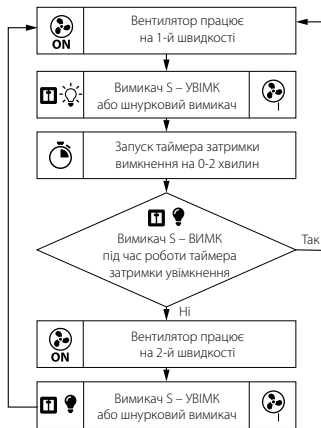 ON
Вентилятор працює
на 1-й швидкості
Вимикач S – УВІМК
або шнурковий вимикач
Запуск таймера затримки
вимкнення на 0-2 хвилин
Вимикач S – ВИМК
під час роботи таймера
затримки увімкнення
Так
Ні
ON
Вентилятор працює
на 2-й швидкості
Вимикач S – УВІМК
або шнурковий вимикач